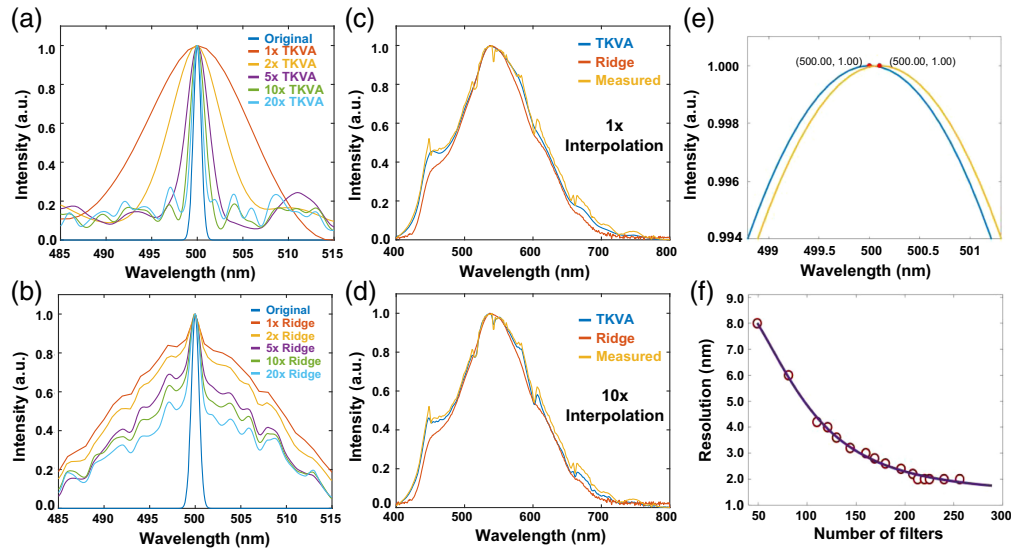 (a)
Intensity (a.u.)
1.0
0.8
0.6
0.4
0.2
0.0
Original
1x TKVA
2x TKVA
5x TKVA
10x TKVA
20x TKVA
485 490 495 500 505 510 515
Wavelength (nm)
(c)
Intensity (a.u.)
1.0
0.8
0.6
0.4
0.2
0.0
TKVA
Ridge
Measured
1x
Interpolation
400 500 600 700 800
Wavelength (nm)
(e)
Intensity (a.u.)
1.000
0.998
0.996
0.994
(500.00, 1.00) (500.00, 1.00)
499 499.5 500 500.5 501
Wavelength (nm)
(b)
Intensity (a.u.)
1.0
0.8
0.6
0.4
0.2
0.0
Original
1x Ridge
2x Ridge
5x Ridge
10x Ridge
20x Ridge
485 490 495 500 505 510 515
Wavelength (nm)
(d)
Intensity (a.u.)
1.0
0.8
0.6
0.4
0.2
0.0
TKVA
Ridge
Measured
10x
Interpolation
400 500 600 700 800
Wavelength (nm)
(f)
Resolution (nm)
9.0
8.0
7.0
6.0
5.0
4.0
3.0
2.0
1.0
50 100 150 200 250 300
Number of filters